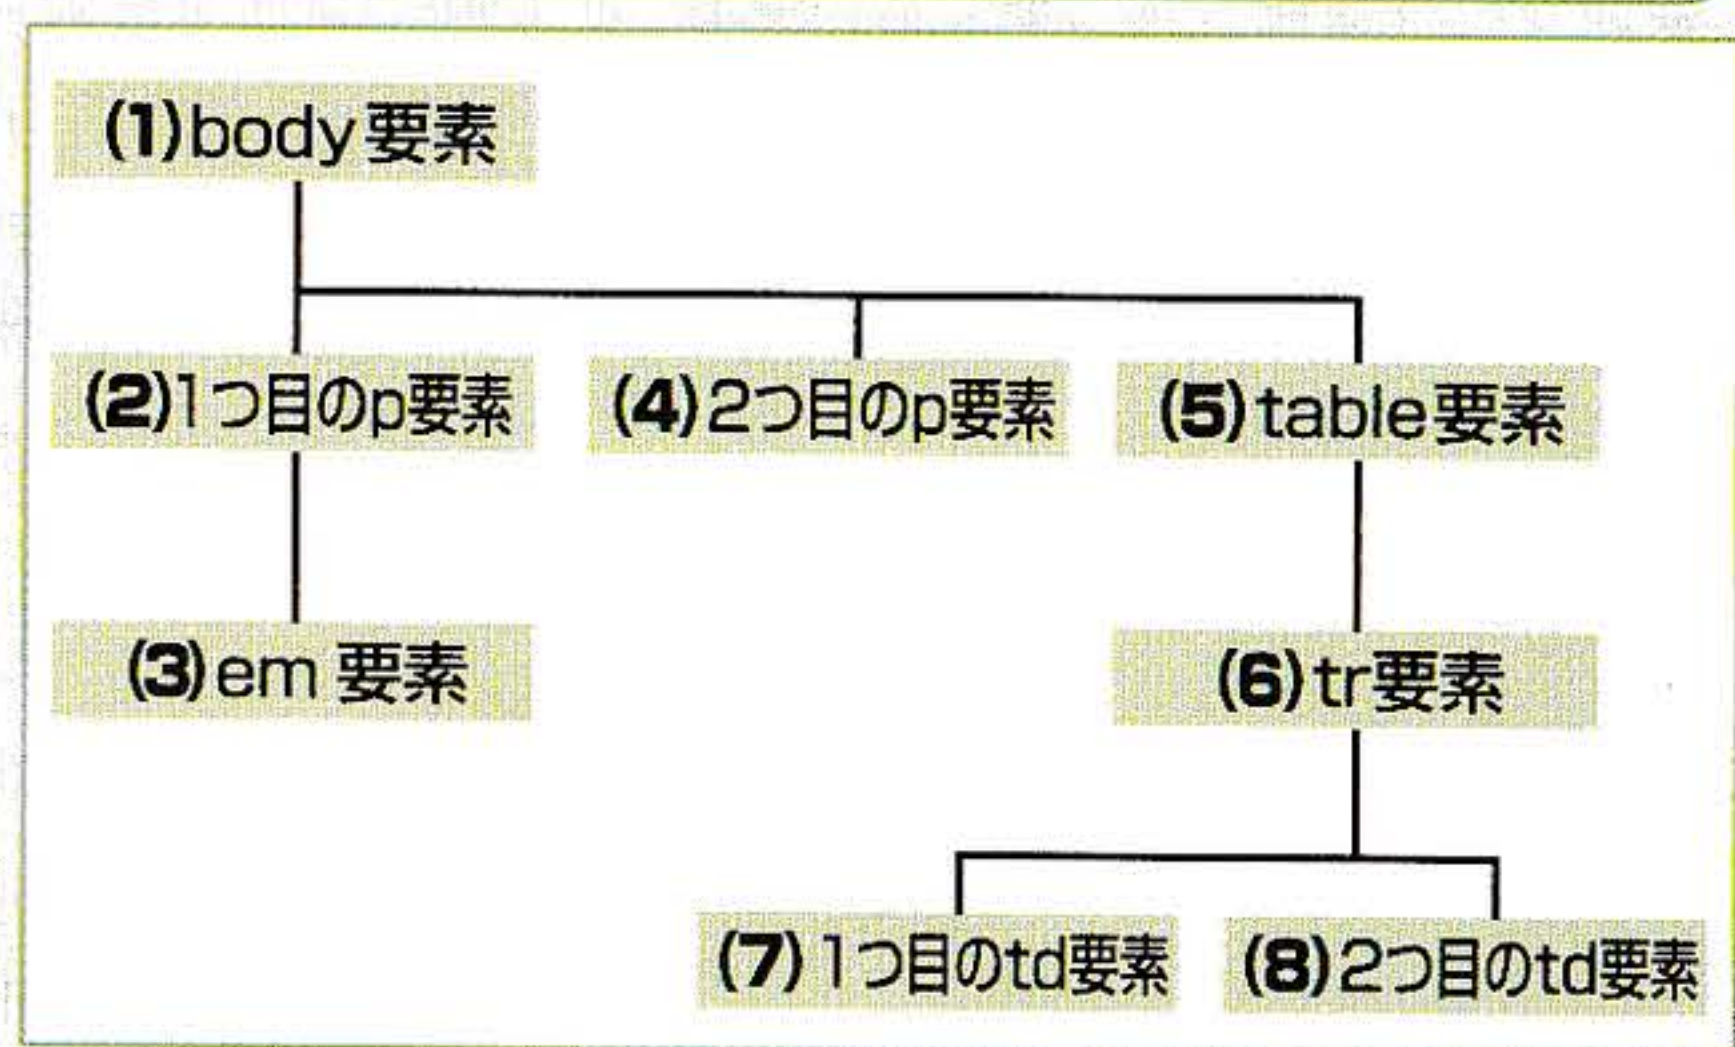 (1)body要素
(2)1つ目のp要素
(4)2つ目のp要素
(5)table要素
(3)em要素
(6)tr要素
(7)1つ目のtd要素
(8)2つ目のtd要素